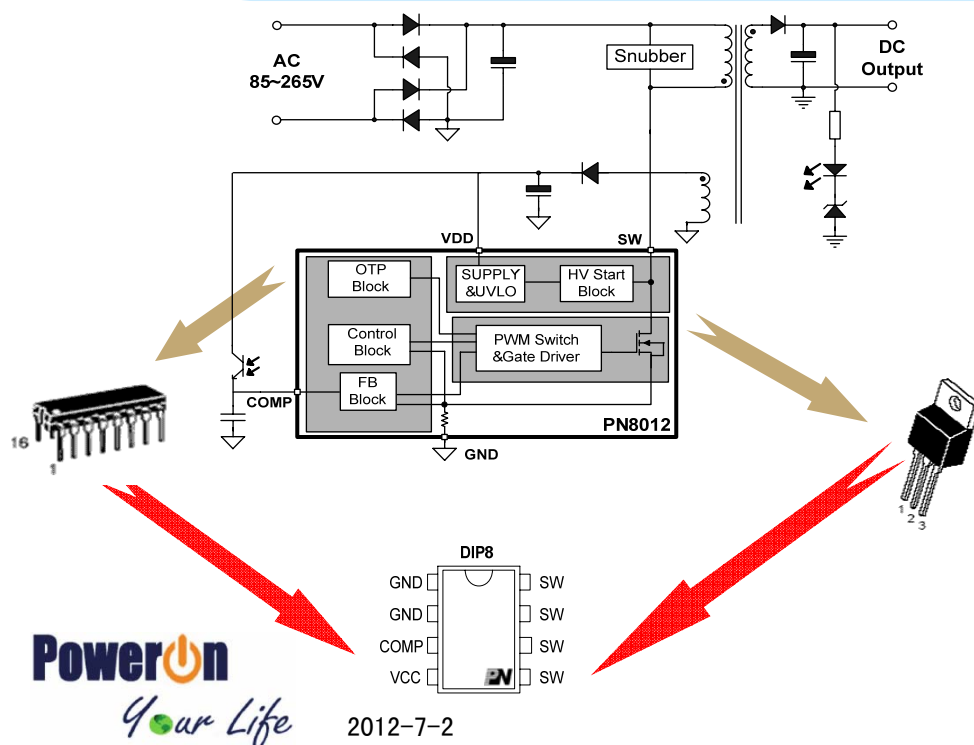 AC
85~265V
Snubber
DC
Output
VDD
SW
OTP
Block
SUPPLY
&UVLO
HV Start
Block
Control
Block
PWM Switch
&Gate Driver
FB
Block
COMP
PN8012
GND
16
1
1
2
3
DIP8
GND
SW
GND
SW
COMP
SW
VCC
SW
PN
PowerOn
Your Life
2012-7-2